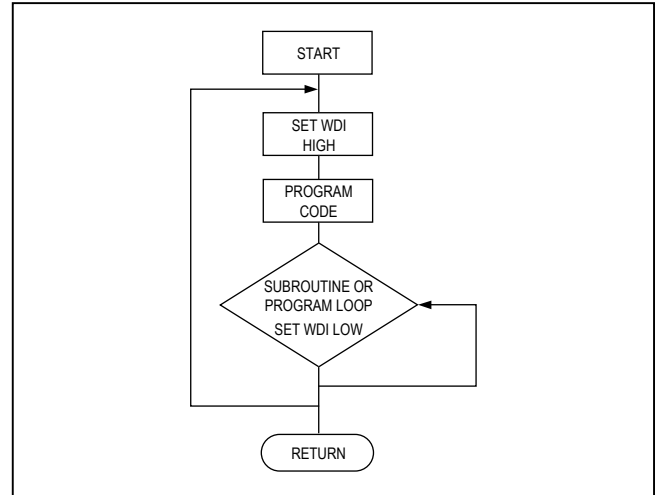 START
SET WDI
HIGH
PROGRAM
CODE
SUBROUTINE OR
PROGRAM LOOP
SET WDI LOW
RETURN